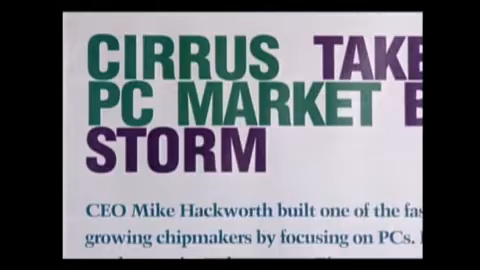 CIRRUS TAKE
PC MARKET B
STORM
CEO Mike Hackworth built one of the fas
growing chipmakers by focusing on PCs.